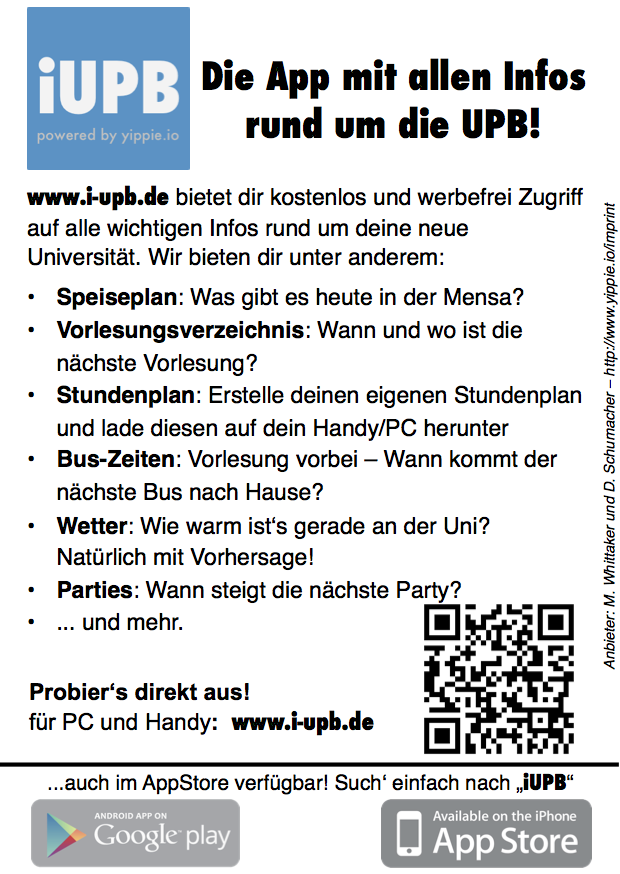 iUPB
powered by yippie.io
Die App mit allen Infos
rund um die UPB!
www.i-upb.de bietet dir kostenlos und werbefrei Zugriff
auf alle wichtigen Infos rund um deine neue
Universität. Wir bieten dir unter anderem:
• Speiseplan: Was gibt es heute in der Mensa?
• Vorlesungsverzeichnis: Wann und wo ist die
nächste Vorlesung?
• Stundenplan: Erstelle deinen eigenen Stundenplan
und lade diesen auf dein Handy/PC herunter
• Bus-Zeiten: Vorlesung vorbei – Wann kommt der
nächste Bus nach Hause?
• Wetter: Wie warm ist‘s gerade an der Uni?
Natürlich mit Vorhersage!
• Parties: Wann steigt die nächste Party?
• ... und mehr.
Probier‘s direkt aus!
für PC und Handy: www.i-upb.de
Anbieter: M. Whittaker und D. Schumacher – http://www.yippie.io/imprint
...auch im AppStore verfügbar! Such‘ einfach nach „iUPB“
ANDROID APP ON
Google play
Available on the iPhone
App Store